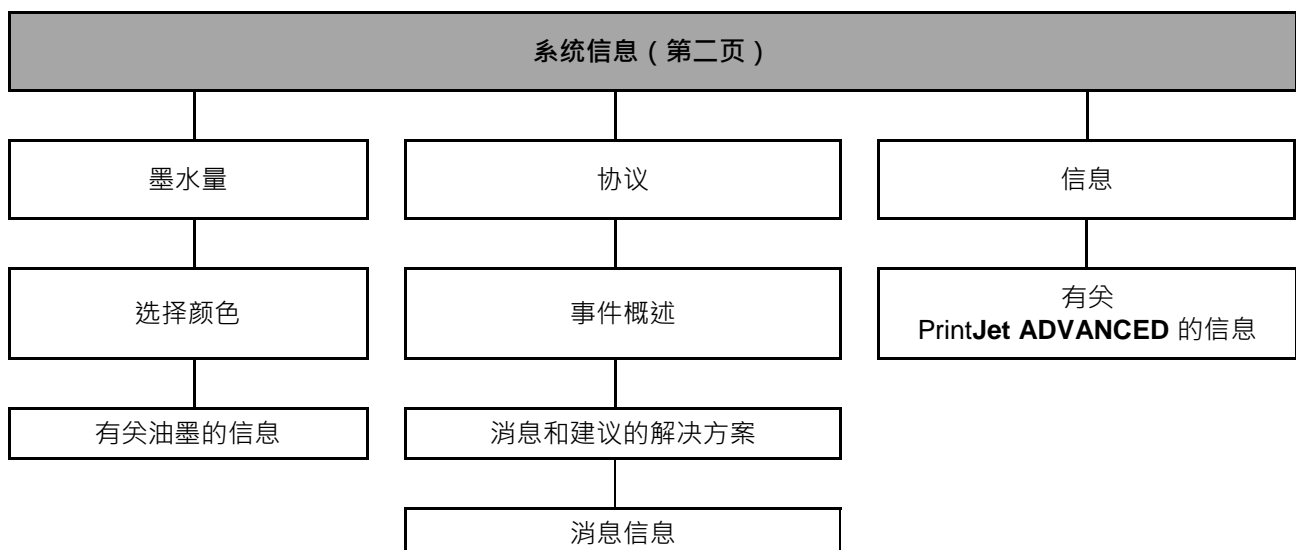 系统信息（第二页）
墨水量
协议
信息
选择颜色
事件概述
有关
PrintJet ADVANCED 的信息
有关油墨的信息
消息和建议的解决方案
消息信息